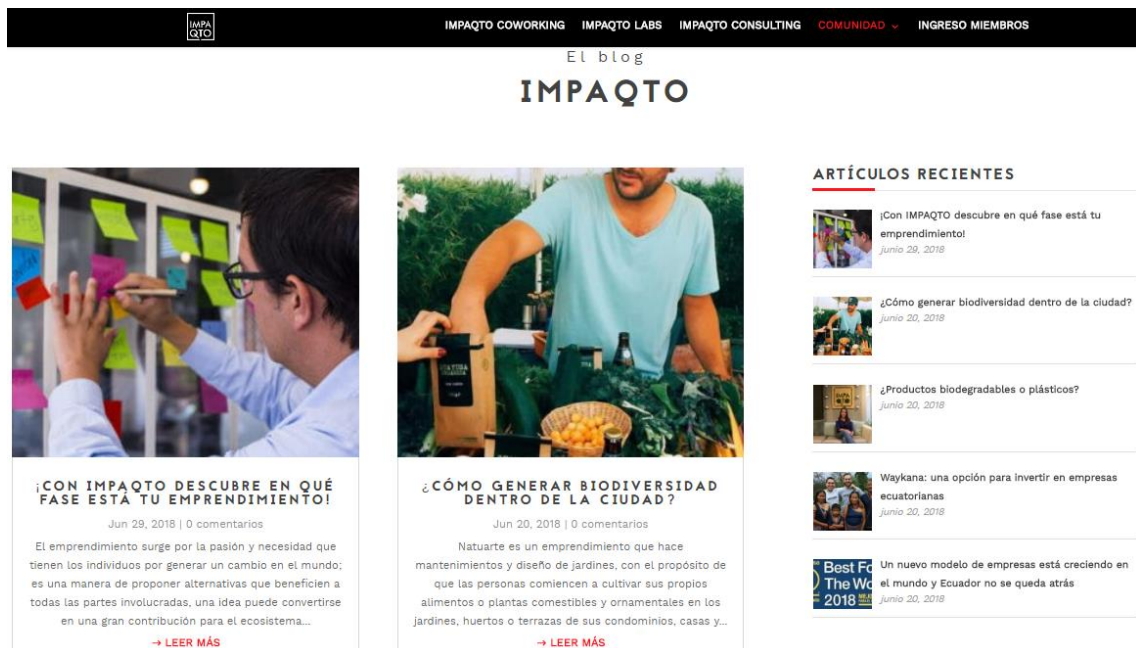 IMPA
QTO
IMPAQTO COWORKING
IMPAQTO LABS
IMPAQTO CONSULTING
COMUNIDAD
INGRESO MIEMBROS
El blog
IMPAQTO
¡CON IMPAQTO DESCUBRE EN QUÉ
FASE ESTÁ TU EMPRENDIMIENTO!
Jun 29, 2018 | 0 comentarios
El emprendimiento surge por la pasión y necesidad que
tienen los individuos por generar un cambio en el mundo;
es una manera de proponer alternativas que beneficien a
todas las partes involucradas, una idea puede convertirse
en una gran contribución para el ecosistema...
→ LEER MÁS
¿CÓMO GENERAR BIODIVERSIDAD
DENTRO DE LA CIUDAD?
Jun 20, 2018 | 0 comentarios
Natuarte es un emprendimiento que hace
mantenimientos y diseño de jardines, con el propósito de
que las personas comiencen a cultivar sus propios
alimentos o plantas comestibles y ornamentales en los
jardines, huertos o terrazas de sus condominios, casas y...
→ LEER MÁS
ARTÍCULOS RECIENTES
¡Con IMPAQTO descubre en qué fase está tu
emprendimiento!
junio 29, 2018
¿Cómo generar biodiversidad dentro de la ciudad?
junio 20, 2018
¿Productos biodegradables o plásticos?
junio 20, 2018
Waykana: una opción para invertir en empresas
ecuatorianas
junio 20, 2018
Best Fo
The Wo
2018
Un nuevo modelo de empresas está creciendo en
el mundo y Ecuador no se queda atrás
junio 20, 2018